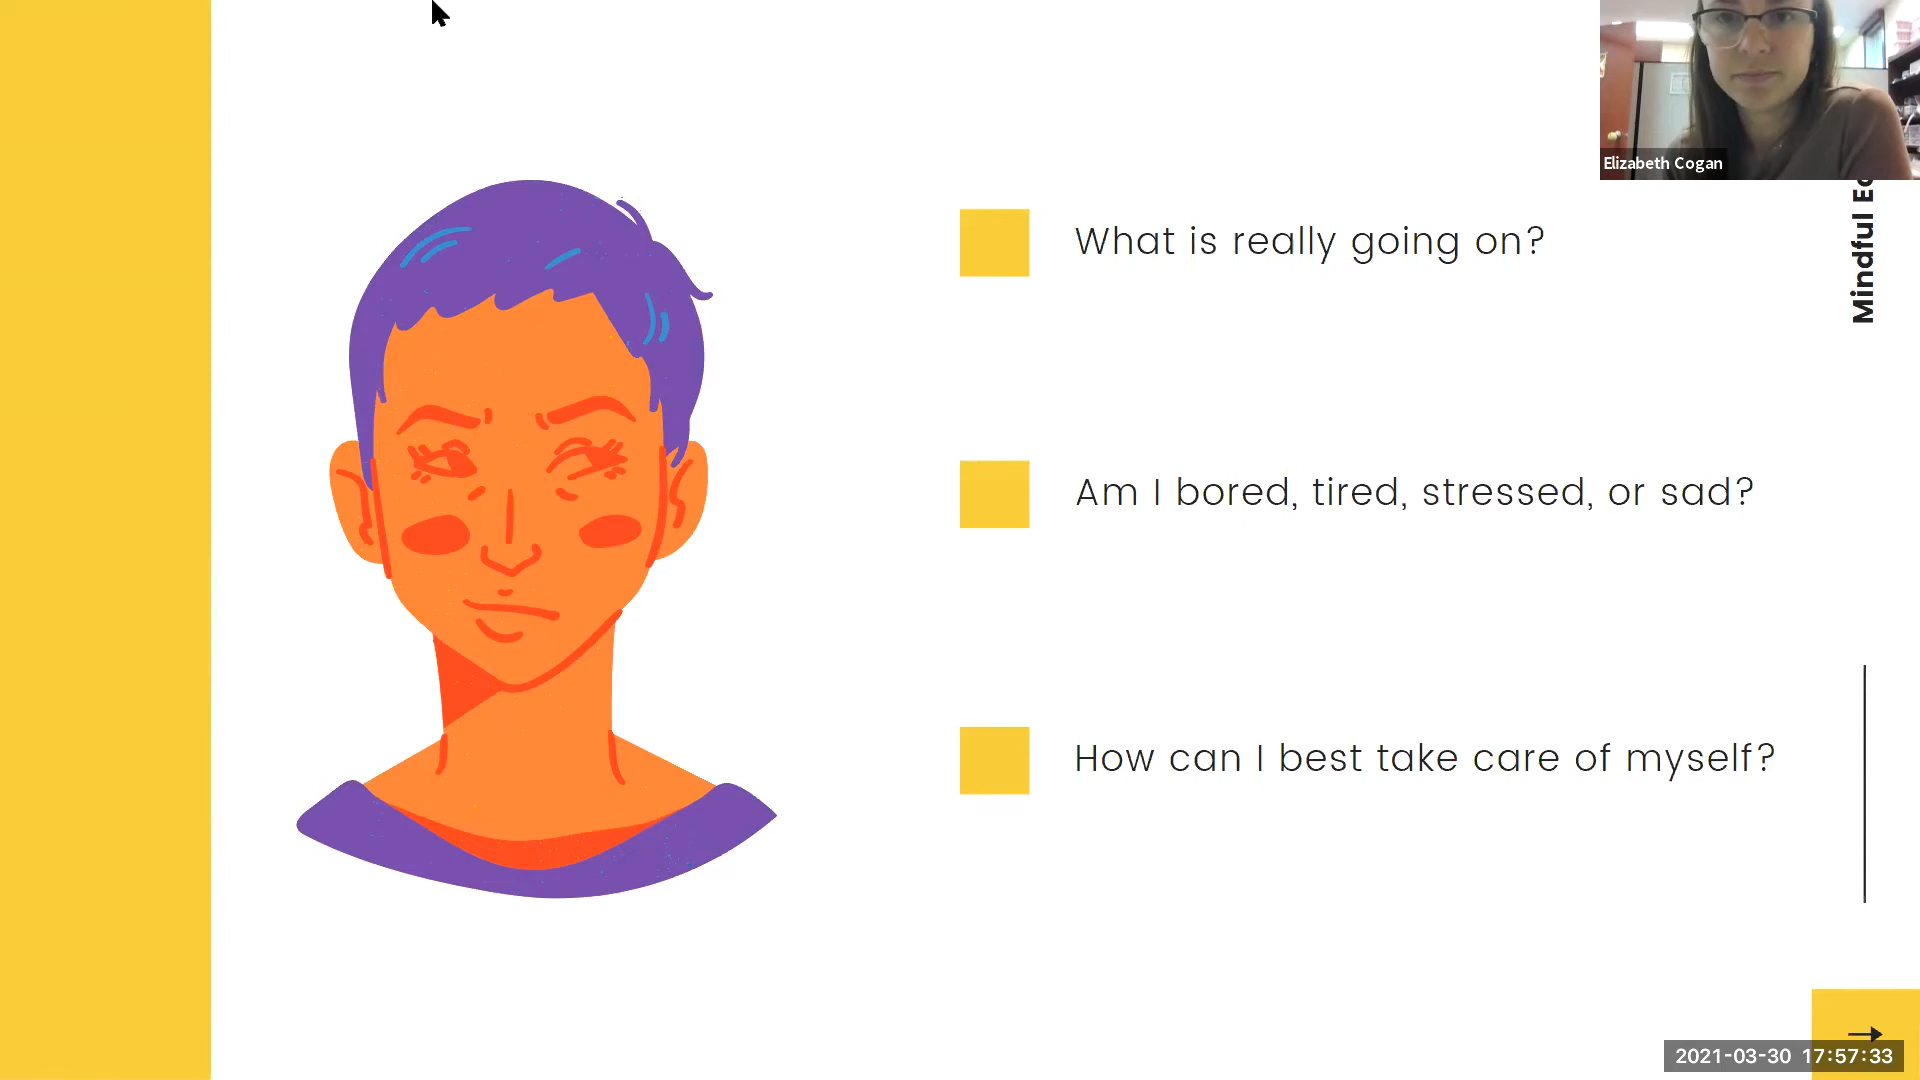 Elizabeth Cogan
What is really going on?
Mindful
Am I bored, tired, stressed, or sad?
How can I best take care of myself?
2021-03-30 17:57:33